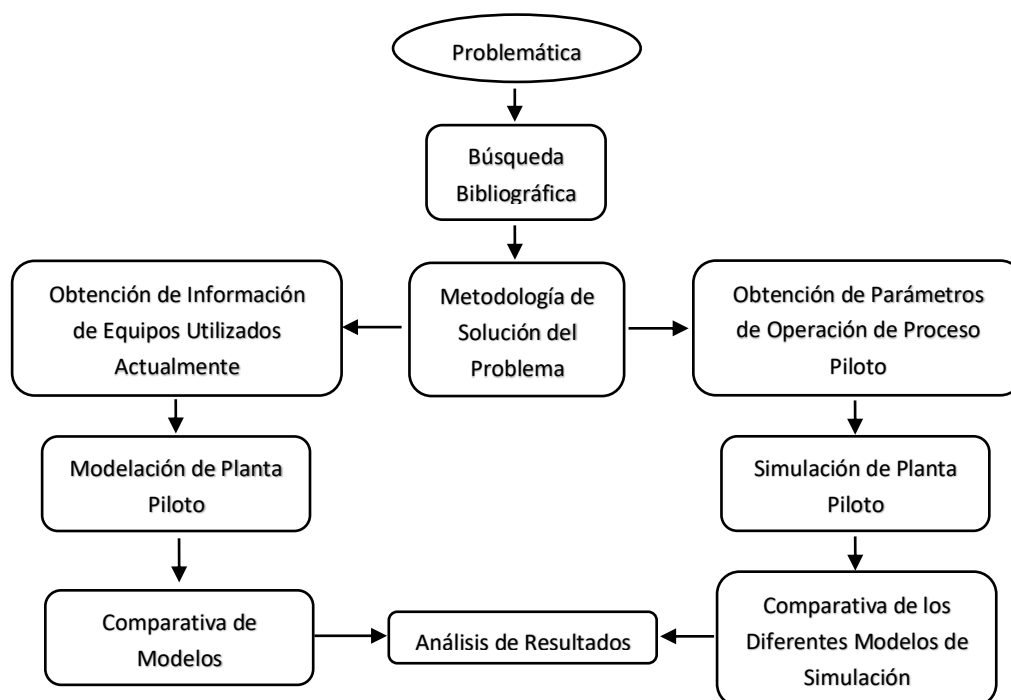 Problemática
Búsqueda
Bibliográfica
Obtención de Información
de Equipos Utilizados
Actualmente
Metodología de
Solución del
Problema
Obtención de Parámetros
de Operación de Proceso
Piloto
Modelación de Planta
Piloto
Simulación de Planta
Piloto
Comparativa de
Modelos
Análisis de Resultados
Comparativa de los
Diferentes Modelos de
Simulación